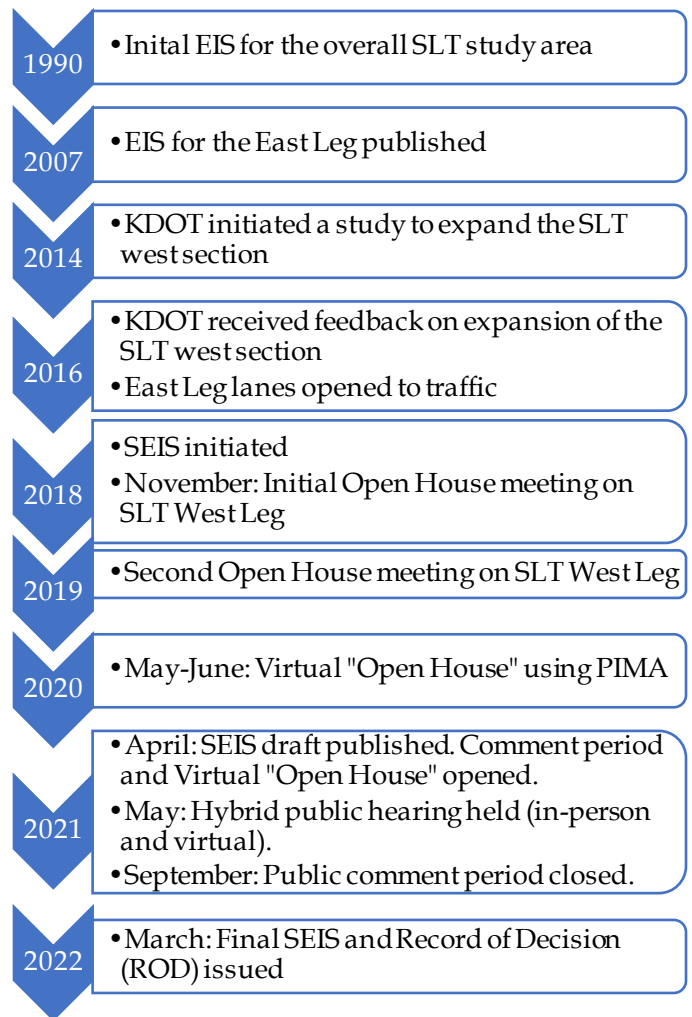 1990
•Inital EIS for the overall SLT study area
2007
•EIS for the East Leg published
2014
•KDOT initiated a study to expand the SLT
west section
2016
•KDOT received feedback on expansion of the
SLT west section
•East Leg lanes opened to traffic
2018
•SEIS initiated
•November: Initial Open House meeting on
SLT West Leg
2019
•Second Open House meeting on SLT West Leg
2020
•May-June: Virtual "Open House" using PIMA
2021
•April: SEIS draft published. Comment period
and Virtual "Open House" opened.
•May: Hybrid public hearing held (in-person
and virtual).
•September: Public comment period closed.
2022
•March: Final SEIS and Record of Decision
(ROD) issued